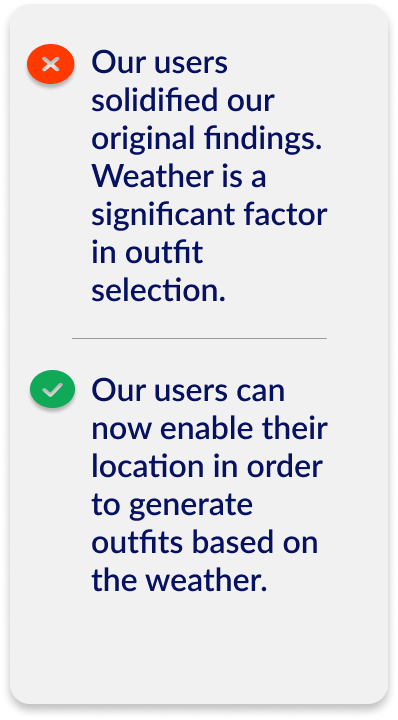 Our users
solidified our
original findings.
Weather is a
significant factor
in outfit
selection.
Our users can
now enable their
location in order
to generate
outfits based on
the weather.